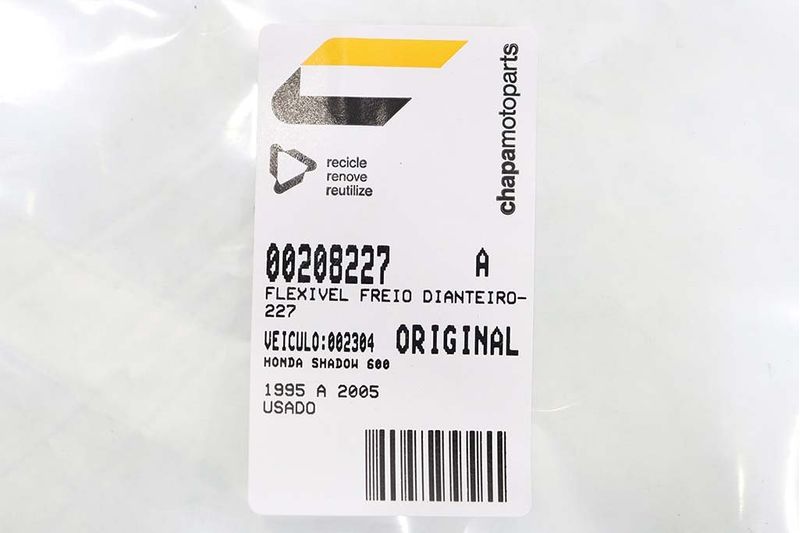 chapamotoparts
recicle
renove
reutilize
00208227 A
FLEXIVEL FREIO DIANTEIRO-
227
VEICULO:002304 ORIGINAL
HONDA SHADOW 600
1995 A 2005
USADO